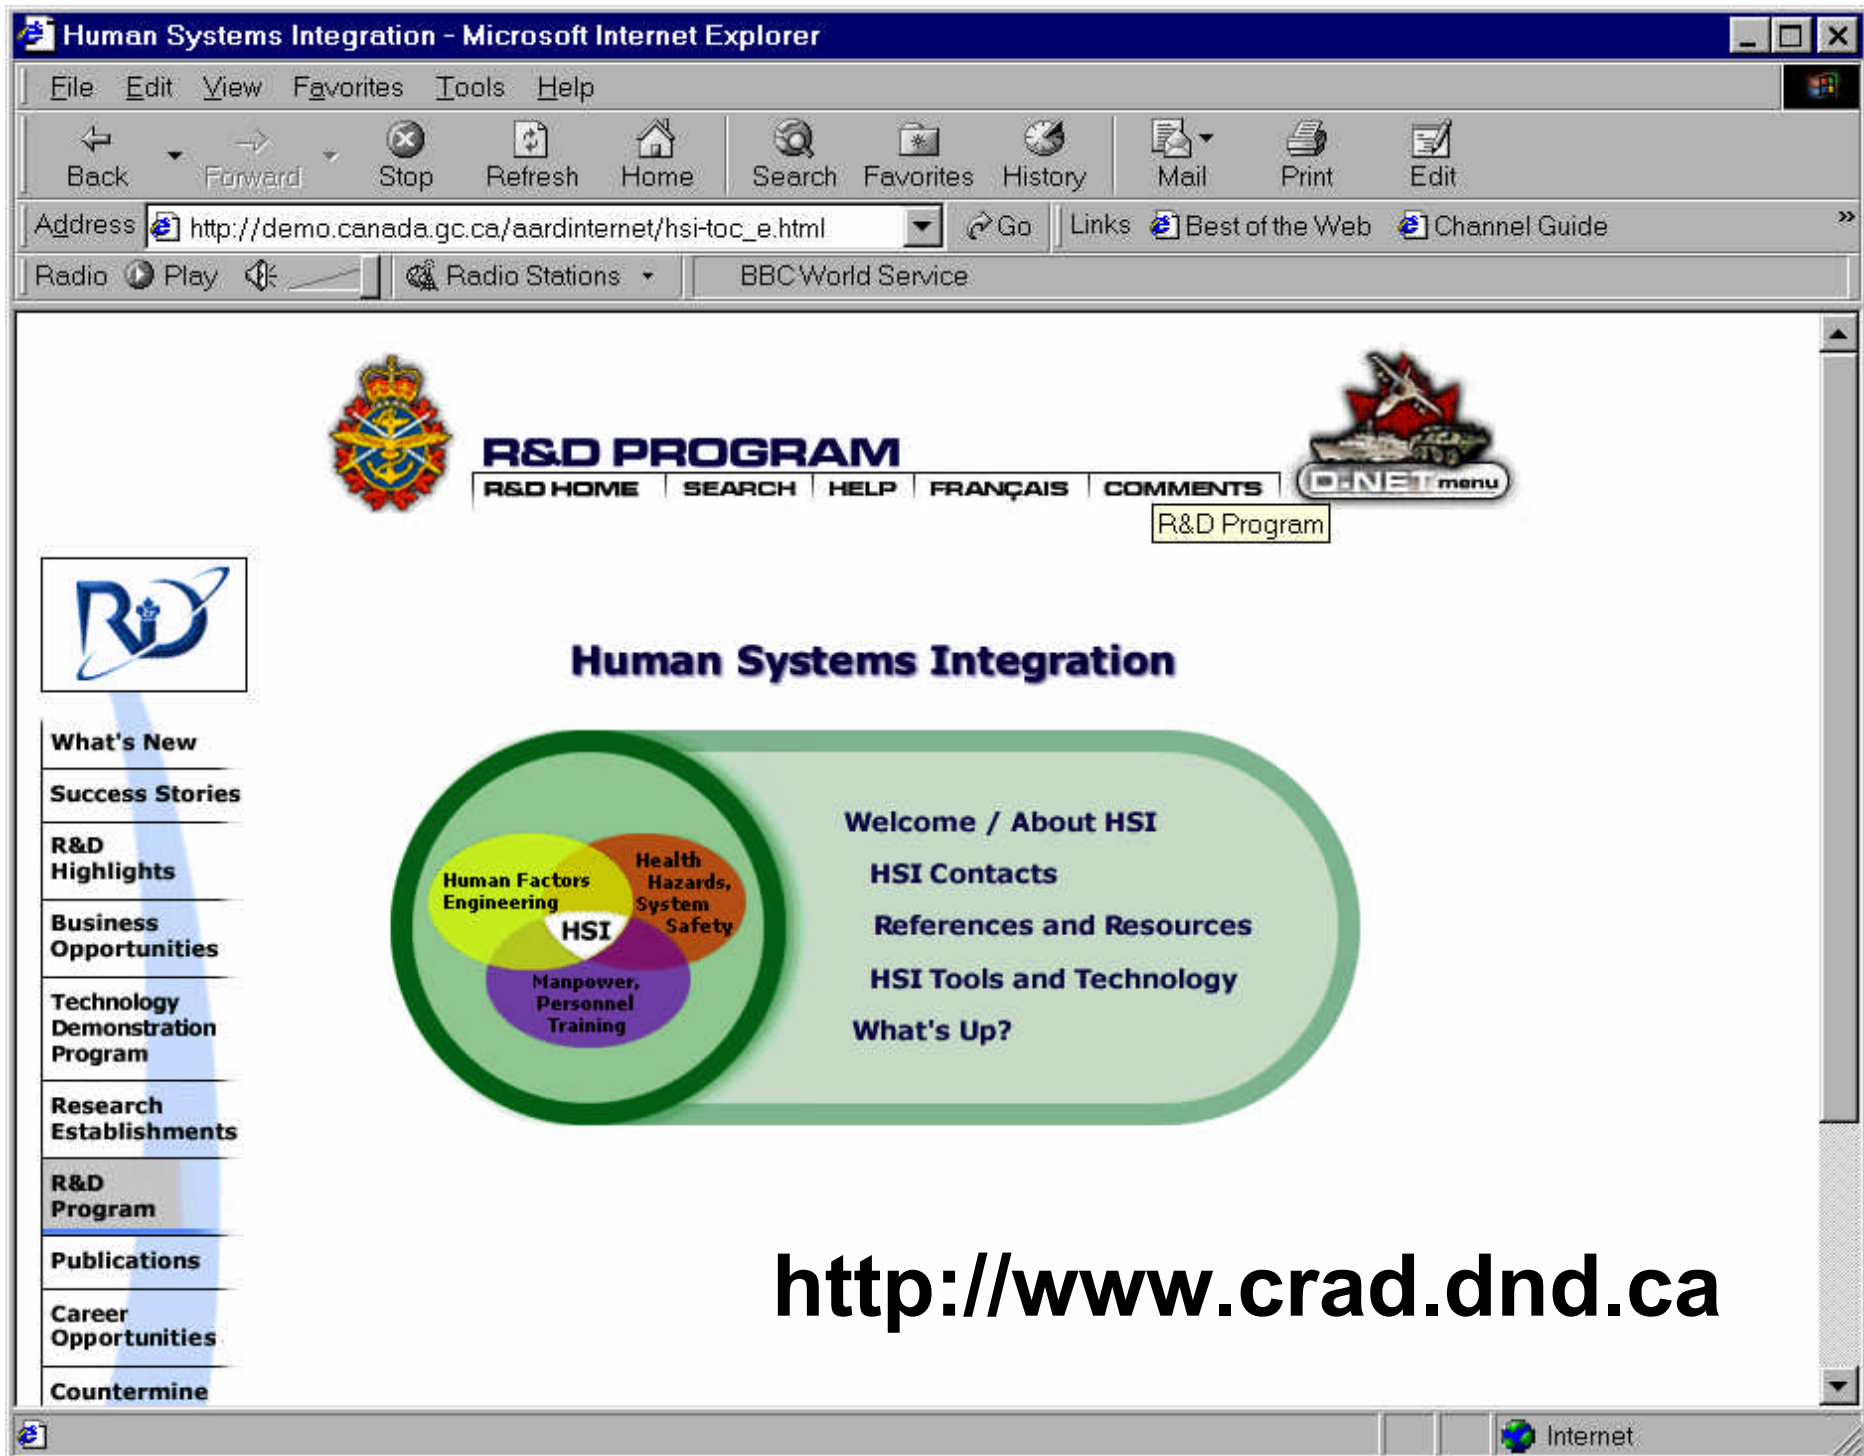 Human Systems Integration - Microsoft Internet Explorer
File Edit View Favorites Tools Help
Back Forward Stop Refresh Home Search Favorites History Mail Print Edit
Address http://demo.canada.gc.ca/aardinternet/hsi-toc_e.html Go Links Best of the Web Channel Guide »
Radio Play Radio Stations BBC World Service
R&D PROGRAM
R&D HOME SEARCH HELP FRANÇAIS COMMENTS
D-NET menu
R&D Program
RD
Human Systems Integration
What's New
Success Stories
R&D
Highlights
Business
Opportunities
Technology
Demonstration
Program
Research
Establishments
R&D
Program
Publications
Career
Opportunities
Countermine
Human Factors
Engineering
Health
Hazards,
System
Safety
HSI
Manpower,
Personnel
Training
Welcome / About HSI
HSI Contacts
References and Resources
HSI Tools and Technology
What's Up?
http://www.crad.dnd.ca
Internet